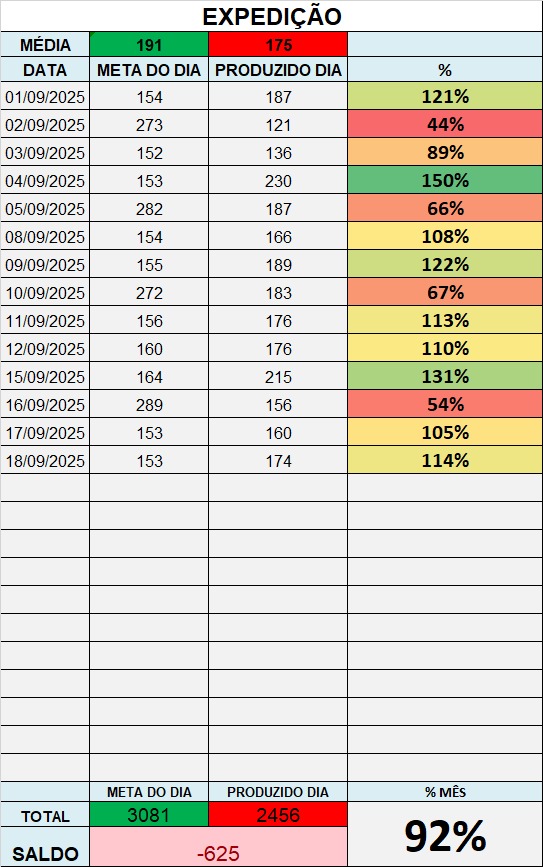 EXPEDIÇÃO
MÉDIA 191 175
DATA META DO DIA PRODUZIDO DIA %
01/09/2025 154 187 121%
02/09/2025 273 121 44%
03/09/2025 152 136 89%
04/09/2025 153 230 150%
05/09/2025 282 187 66%
08/09/2025 154 166 108%
09/09/2025 155 189 122%
10/09/2025 272 183 67%
11/09/2025 156 176 113%
12/09/2025 160 176 110%
15/09/2025 164 215 131%
16/09/2025 289 156 54%
17/09/2025 153 160 105%
18/09/2025 153 174 114%
META DO DIA PRODUZIDO DIA % MÊS
TOTAL 3081 2456 92%
SALDO -625